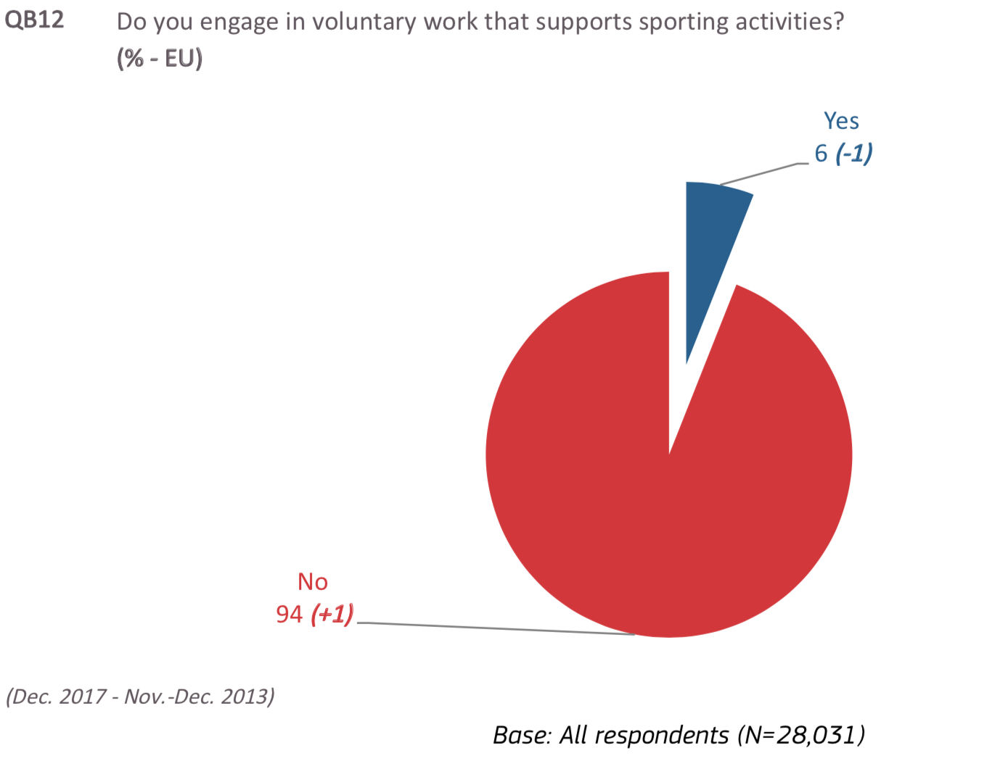 QB12 Do you engage in voluntary work that supports sporting activities?
(% - EU)
Yes
6 (-1)
No
94 (+1)
(Dec. 2017 - Nov.-Dec. 2013)
Base: All respondents (N=28,031)